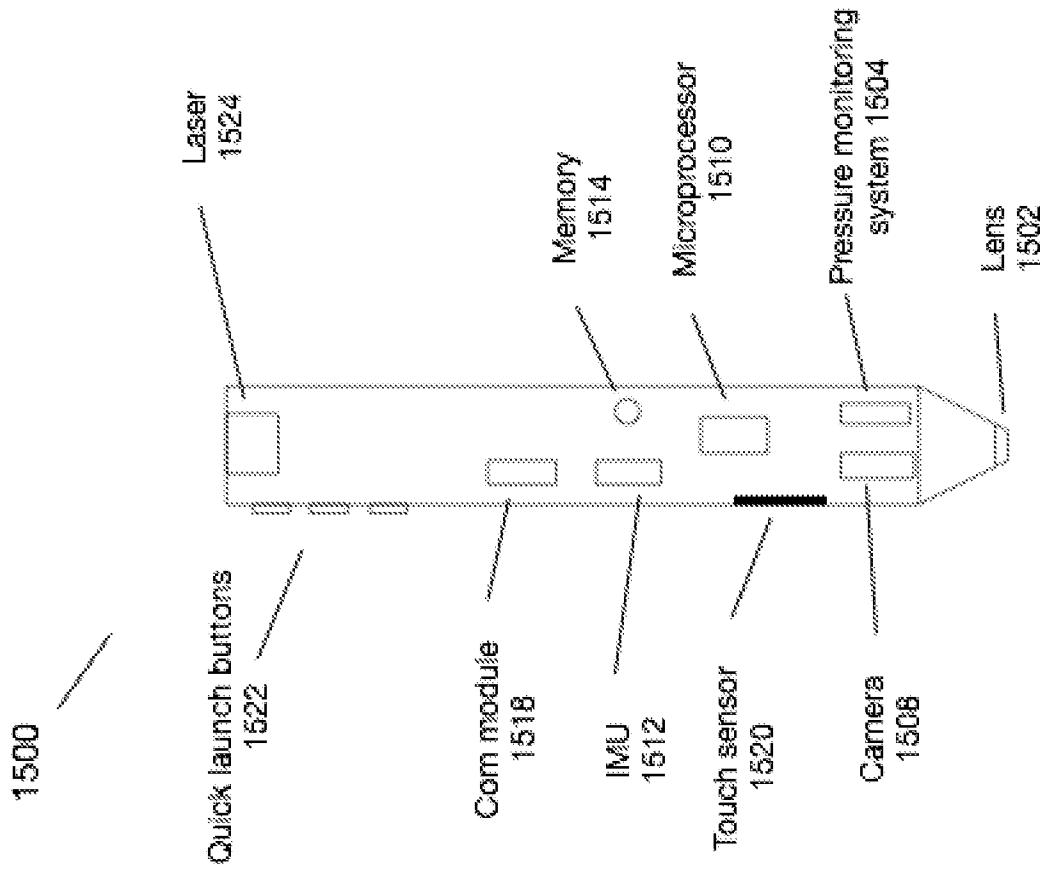 1500
Quick launch buttons
1522
Com module
1518
IMU
1512
Touch sensor
1520
Camera
1508
Laser
1524
Memory
1514
Microprocessor
1510
Pressure monitoring
system 1504
Lens
1502